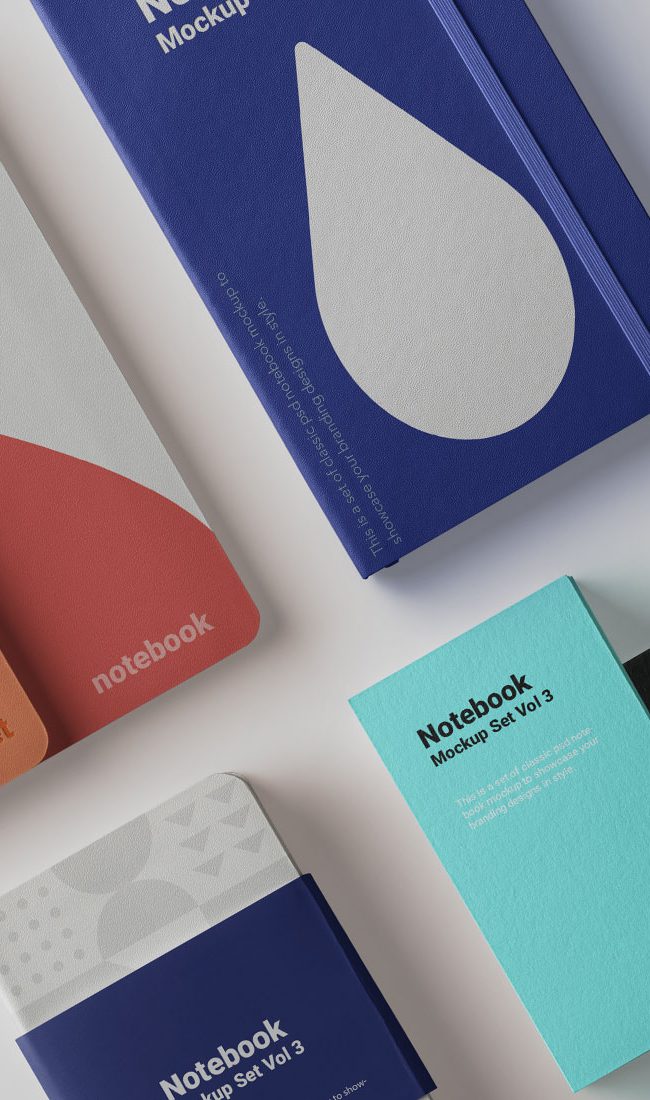 Mockup
This is a set of classic psd notebook mockup to
showcase your branding designs in style.
notebook
Notebook
Mockup Set Vol 3
This is a set of classic psd note-
book mockup to showcase your
branding designs in style.
Notebook
Set Vol 3
to show-